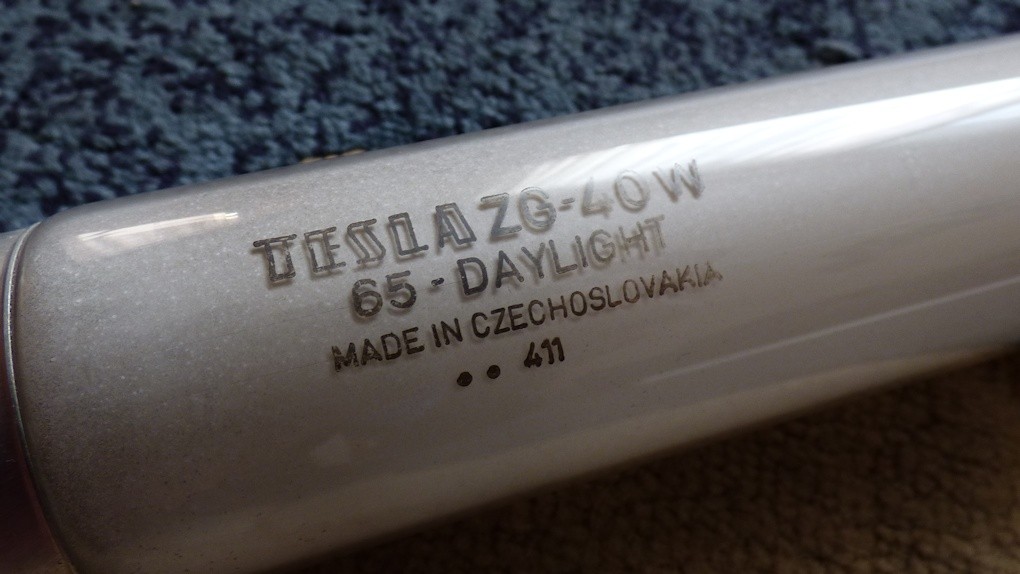 TESLA ZG-40W
65-DAYLIGHT
MADE IN CZECHOSLOVAKIA
•• 411